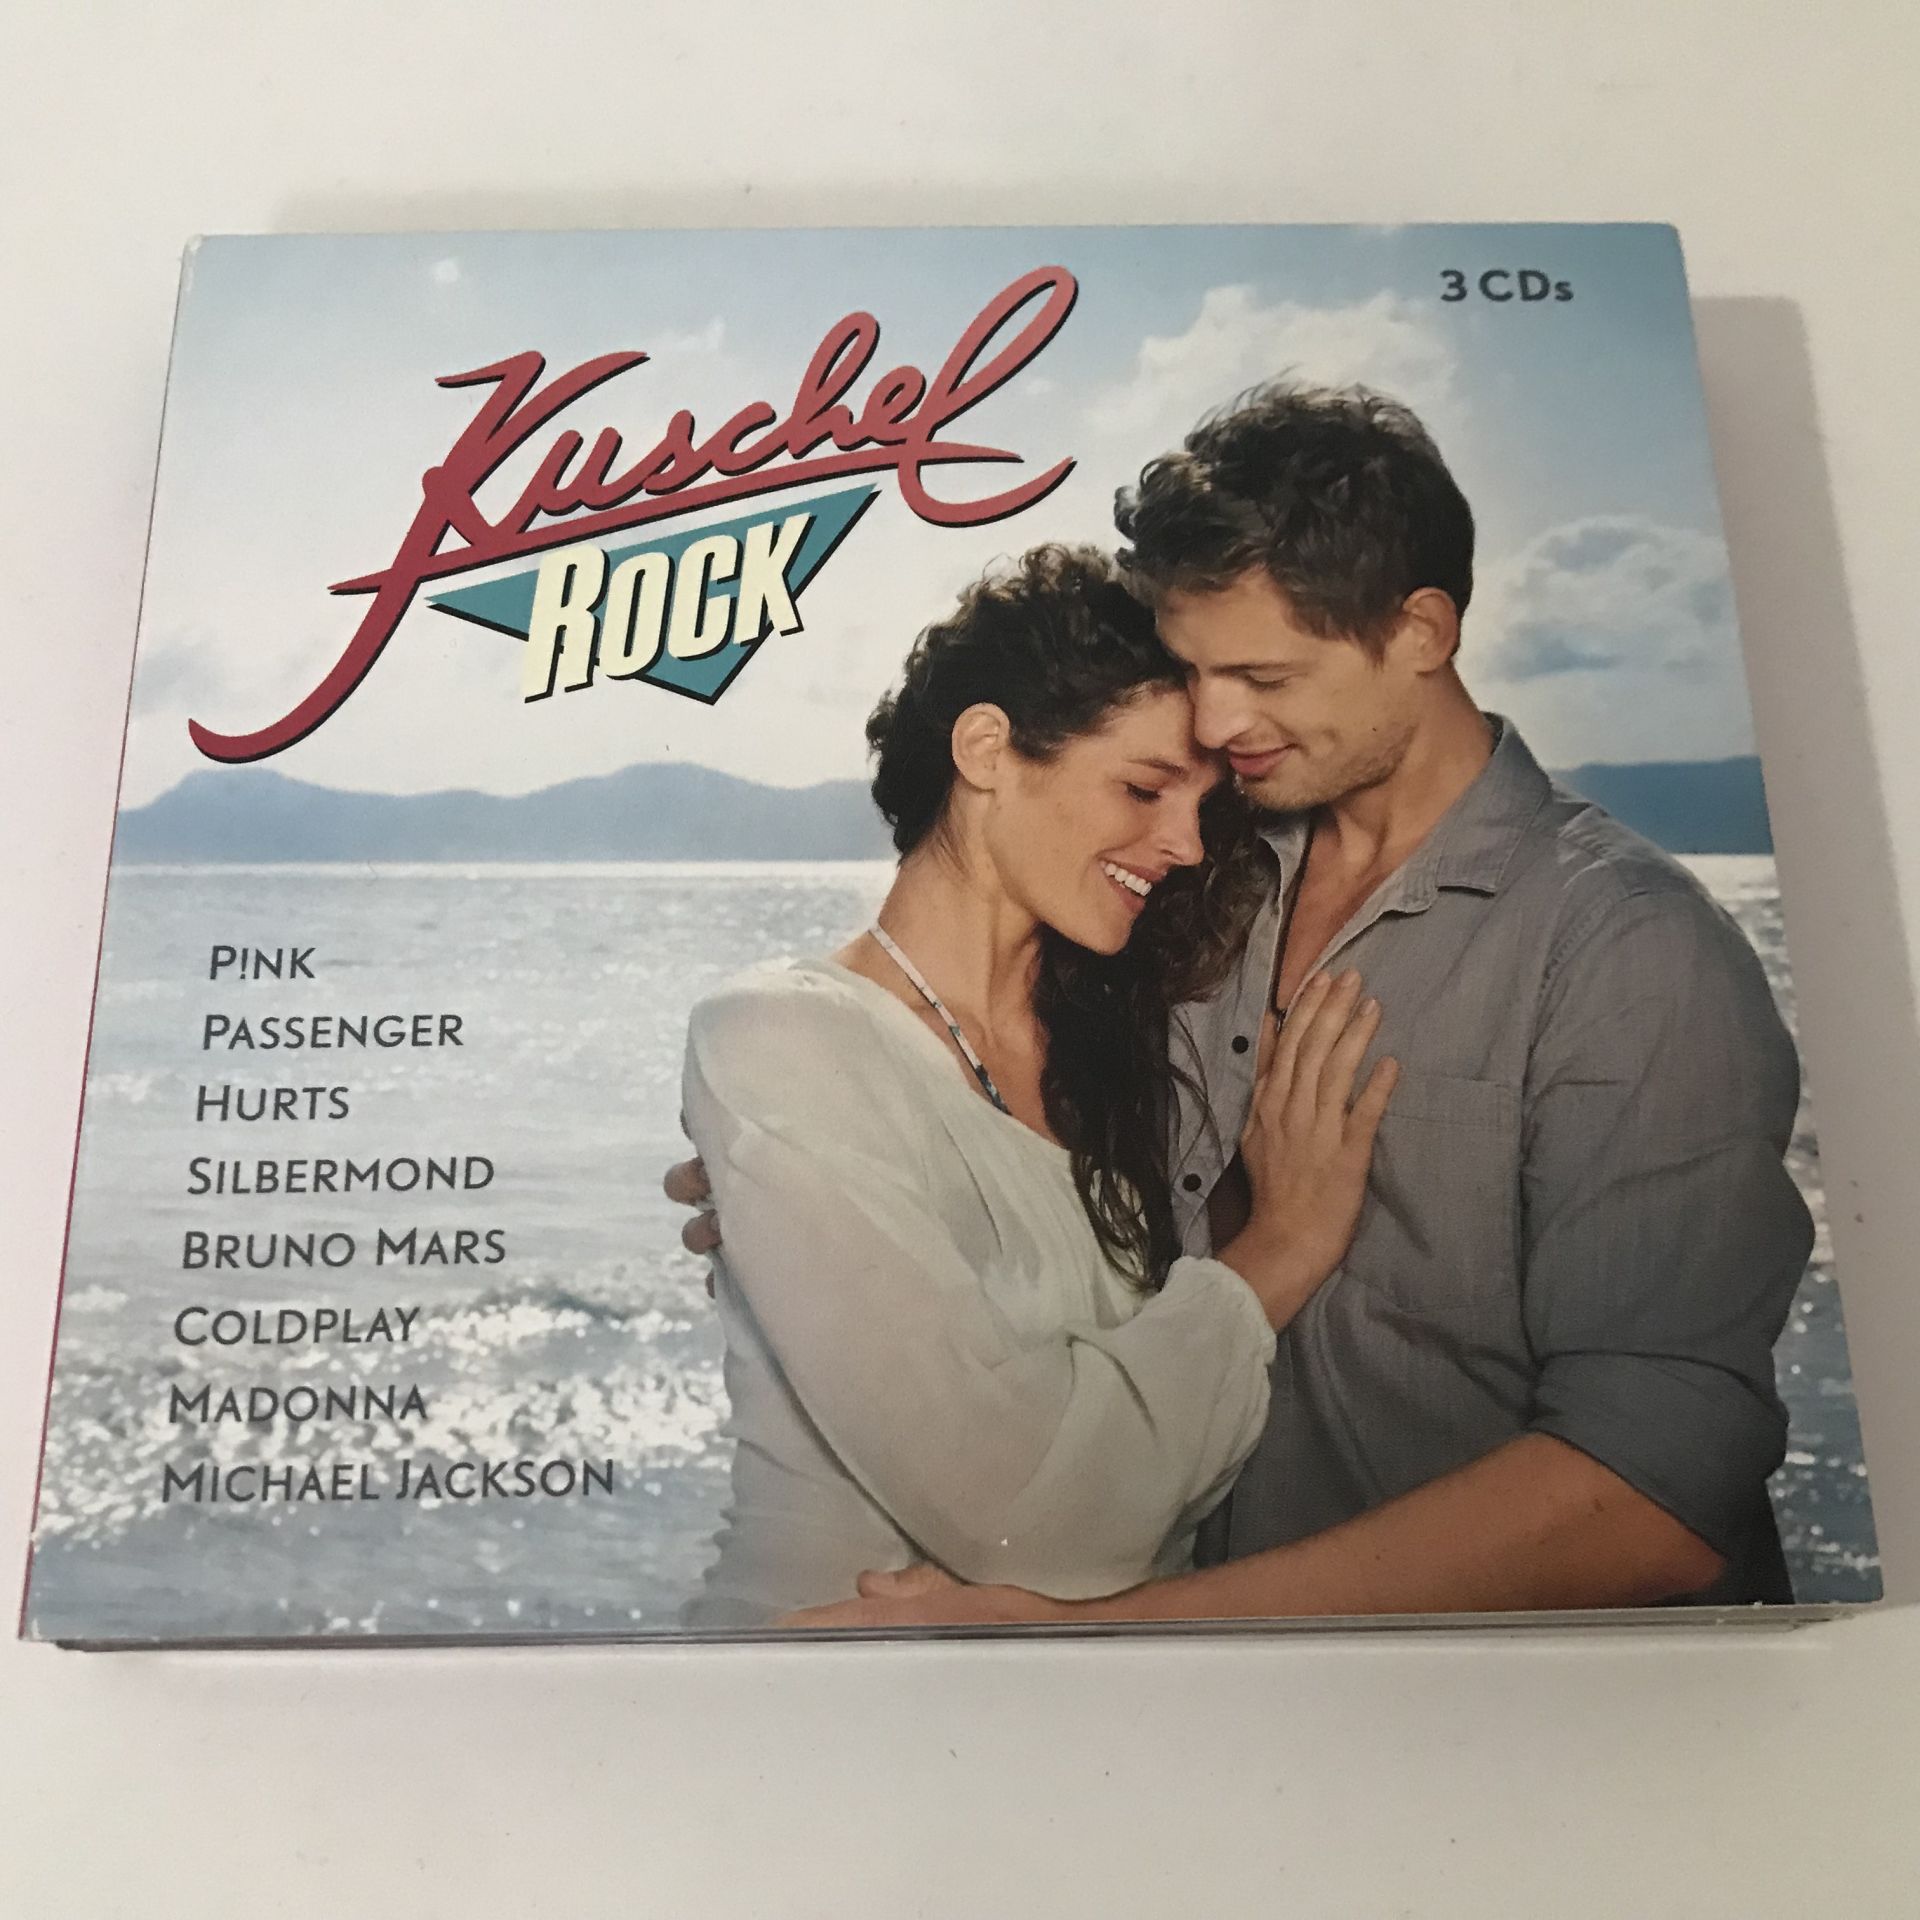 3 CDs
Kuschel
ROCK
P!NK
PASSENGER
HURTS
SILBERMOND
BRUNO MARS
COLDPLAY
MADONNA
MICHAEL JACKSON